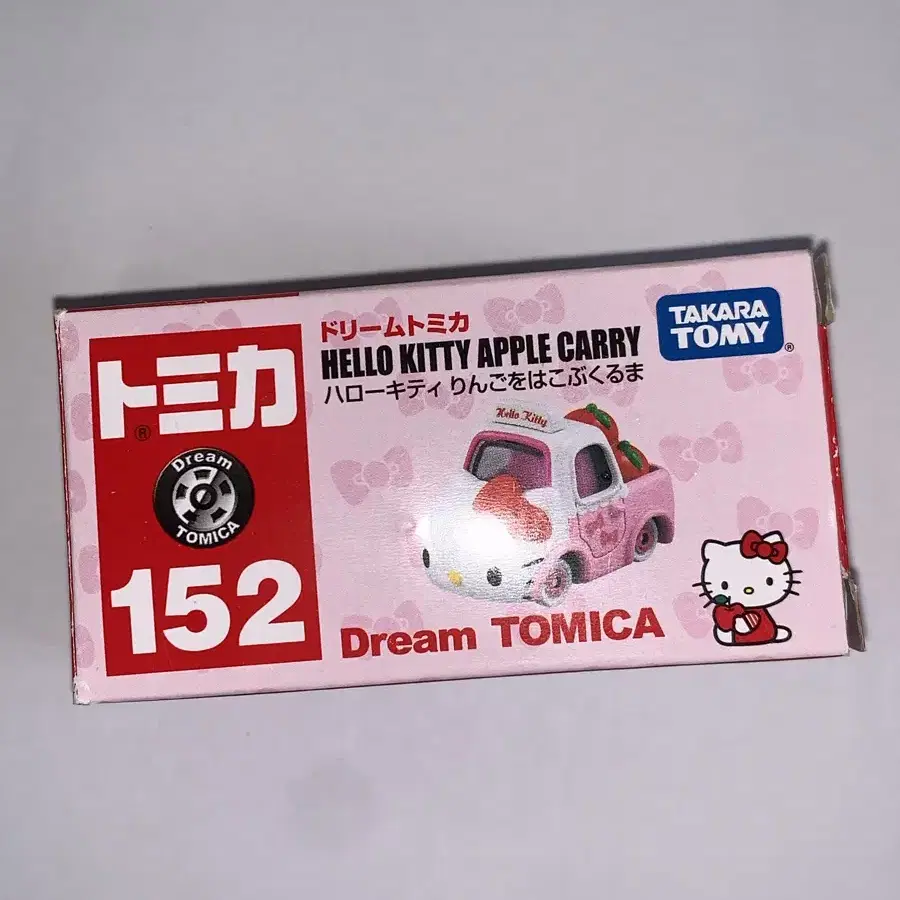 トミカ
®
Dream
TOMICA
152
ドリームトミカ
HELLO KITTY APPLE CARRY
ハローキティ りんごをはこぶくるま
TAKARA
TOMY
®
Hello Kitty
Dream TOMICA